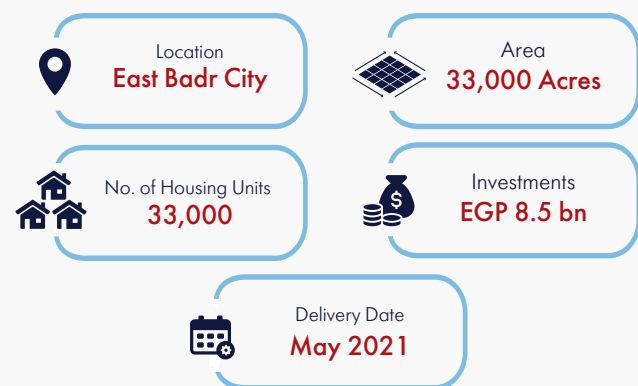 Location
East Badr City
Area
33,000 Acres
No. of Housing Units
33,000
Investments
EGP 8.5 bn
Delivery Date
May 2021